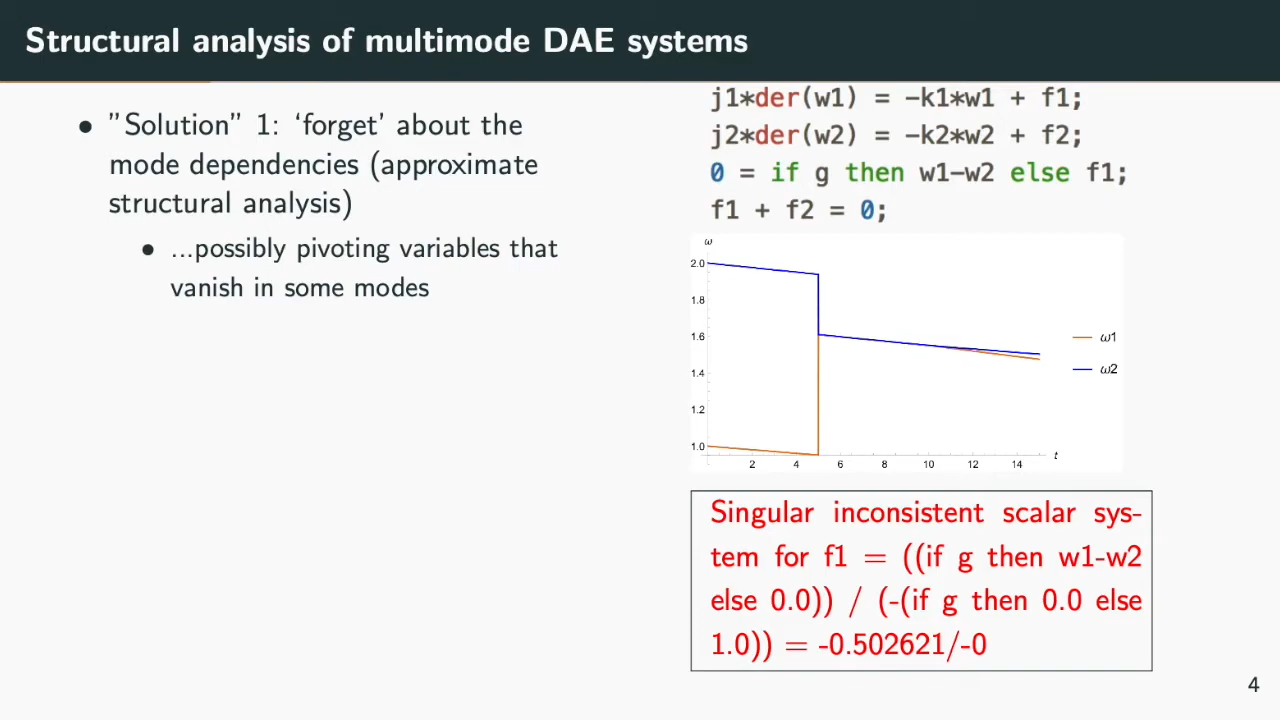 Structural analysis of multimode DAE systems
• ”Solution” 1: ‘forget’ about the
mode dependencies (approximate
structural analysis)
• ...possibly pivoting variables that
vanish in some modes
j1*der(w1) = -k1*w1 + f1;
j2*der(w2) = -k2*w2 + f2;
0 = if g then w1-w2 else f1;
f1 + f2 = 0;
ω
2.0
1.8
1.6
1.4
1.2
1.0
2 4 6 8 10 12 14
t
ω1
ω2
Singular inconsistent scalar sys-
tem for f1 = ((if g then w1-w2
else 0.0)) / (-(if g then 0.0 else
1.0)) = -0.502621/-0
4